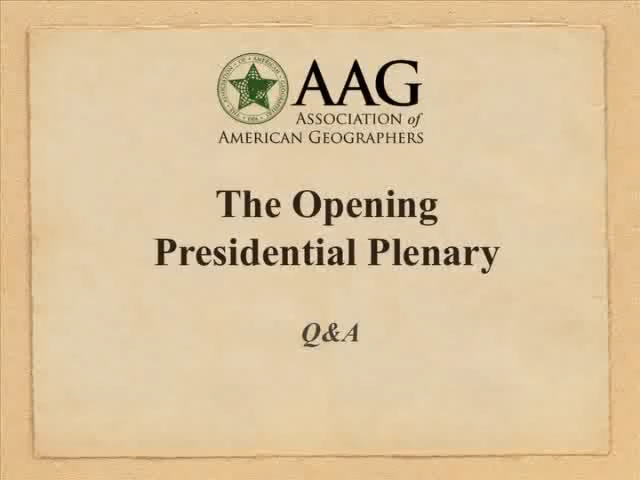 AAG
ASSOCIATION of
AMERICAN GEOGRAPHERS
The Opening
Presidential Plenary
Q&A